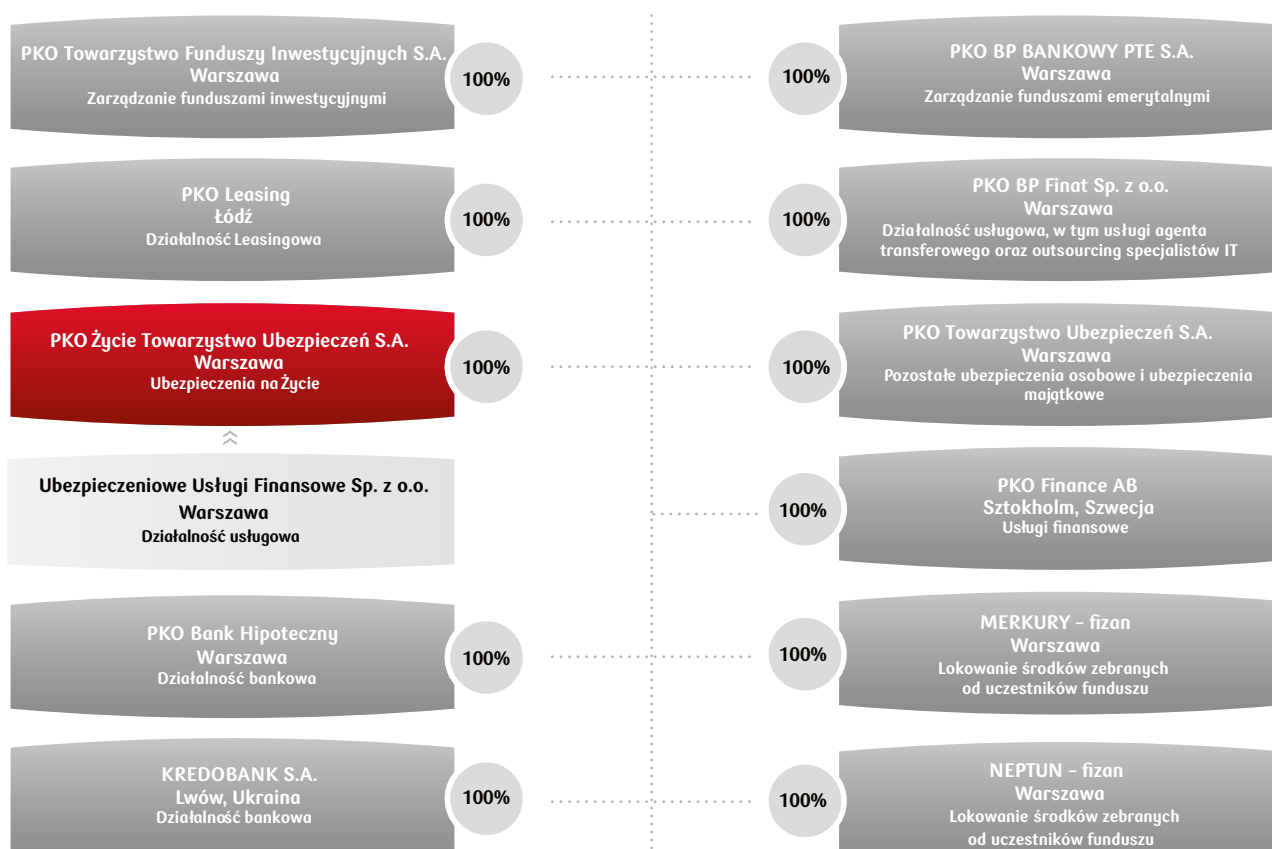 PKO Towarzystwo Funduszy Inwestycyjnych S.A.
Warszawa
Zarządzanie funduszami inwestycyjnymi
100%
PKO Leasing
Łódź
Działalność Leasingowa
100%
PKO Życie Towarzystwo Ubezpieczeń S.A.
Warszawa
Ubezpieczenia na Życie
100%
Ubezpieczeniowe Usługi Finansowe Sp. z o.o.
Warszawa
Działalność usługowa
PKO Bank Hipoteczny
Warszawa
Działalność bankowa
100%
KREDOBANK S.A.
Lwów, Ukraina
Działalność bankowa
100%
100%
PKO BP BANKOWY PTE S.A.
Warszawa
Zarządzanie funduszami emerytalnymi
100%
PKO BP Finat Sp. z o.o.
Warszawa
Działalność usługowa, w tym usługi agenta
transferowego oraz outsourcing specjalistów IT
100%
PKO Towarzystwo Ubezpieczeń S.A.
Warszawa
Pozostałe ubezpieczenia osobowe i ubezpieczenia
majątkowe
100%
PKO Finance AB
Sztokholm, Szwecja
Usługi finansowe
100%
MERKURY – fizan
Warszawa
Lokowanie środków zebranych
od uczestników funduszu
100%
NEPTUN – fizan
Warszawa
Lokowanie środków zebranych
od uczestników funduszu